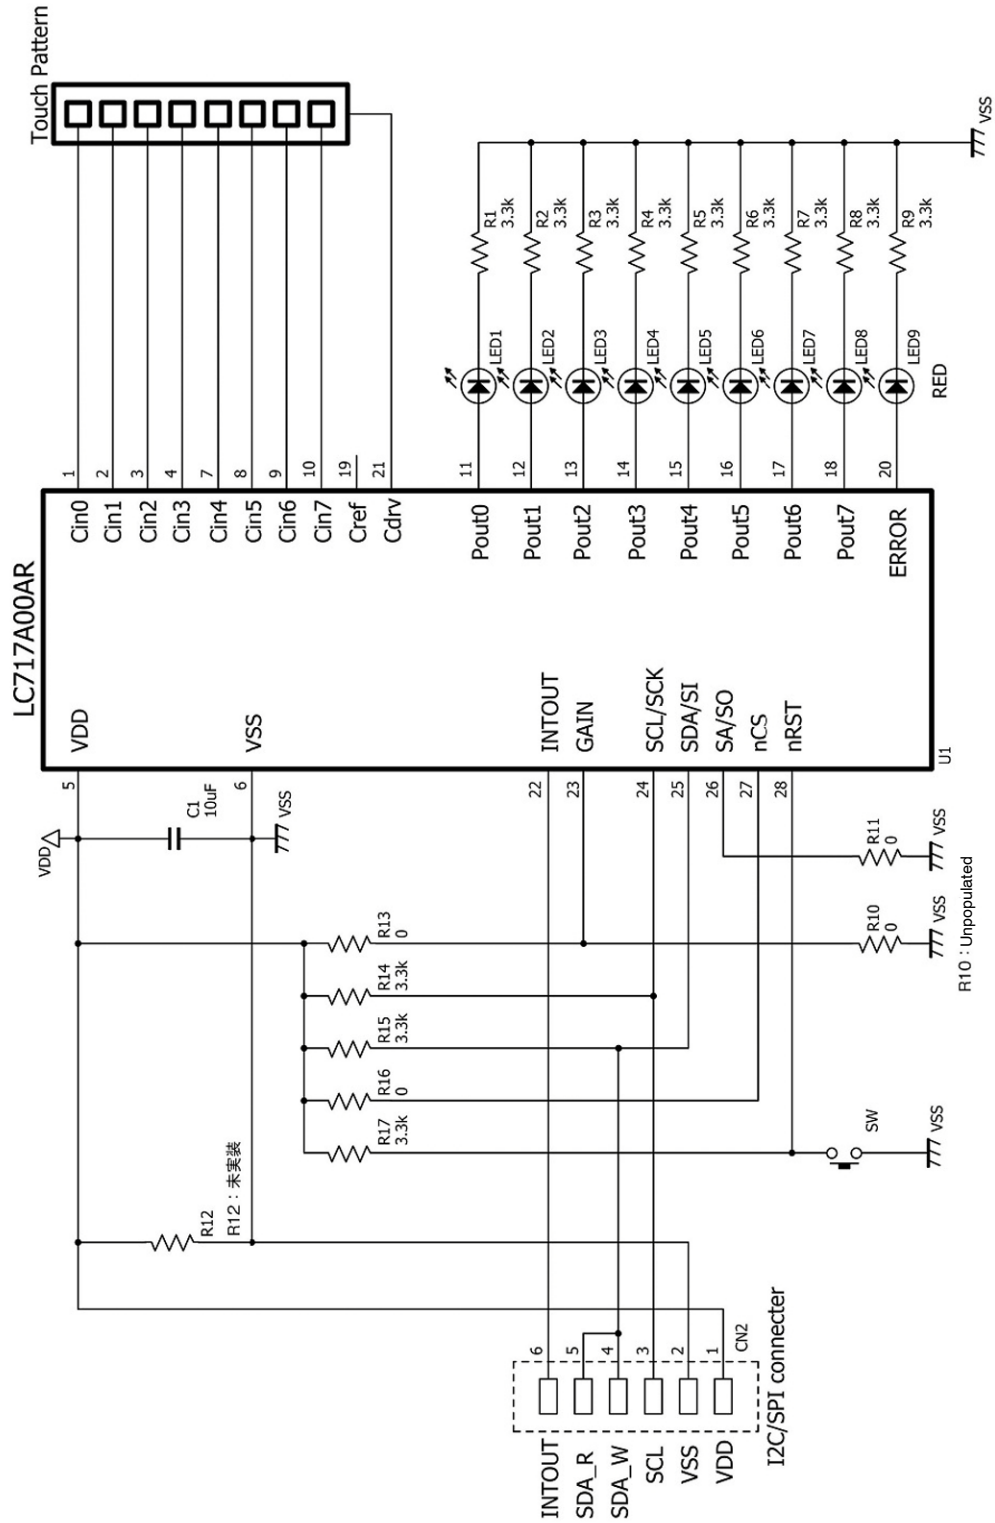 Touch Pattern
LC717A00AR
VDD
VSS
INTOUT
GAIN
SCL/SCK
SDA/SI
SA/SO
nCS
nRST
U1
Cin0
Cin1
Cin2
Cin3
Cin4
Cin5
Cin6
Cin7
Cref
Cdrv
Pout0
Pout1
Pout2
Pout3
Pout4
Pout5
Pout6
Pout7
ERROR
1
2
3
4
7
8
9
10
19
21
11
12
13
14
15
16
17
18
20
LED1
LED2
LED3
LED4
LED5
LED6
LED7
LED8
LED9
RED
R1
3.3k
R2
3.3k
R3
3.3k
R4
3.3k
R5
3.3k
R6
3.3k
R7
3.3k
R8
3.3k
R9
3.3k
VSS
5
6
22
23
24
25
26
27
28
VDD
C1
10uF
VSS
R13
0
R14
3.3k
R15
3.3k
R16
0
R17
3.3k
R11
0
VSS
R10
0
VSS
R10：Unpopulated
SW
VSS
R12
R12：未実装
6
5
4
3
2
1
CN2
INTOUT
SDA_R
SDA_W
SCL
VSS
VDD
I2C/SPI connecter